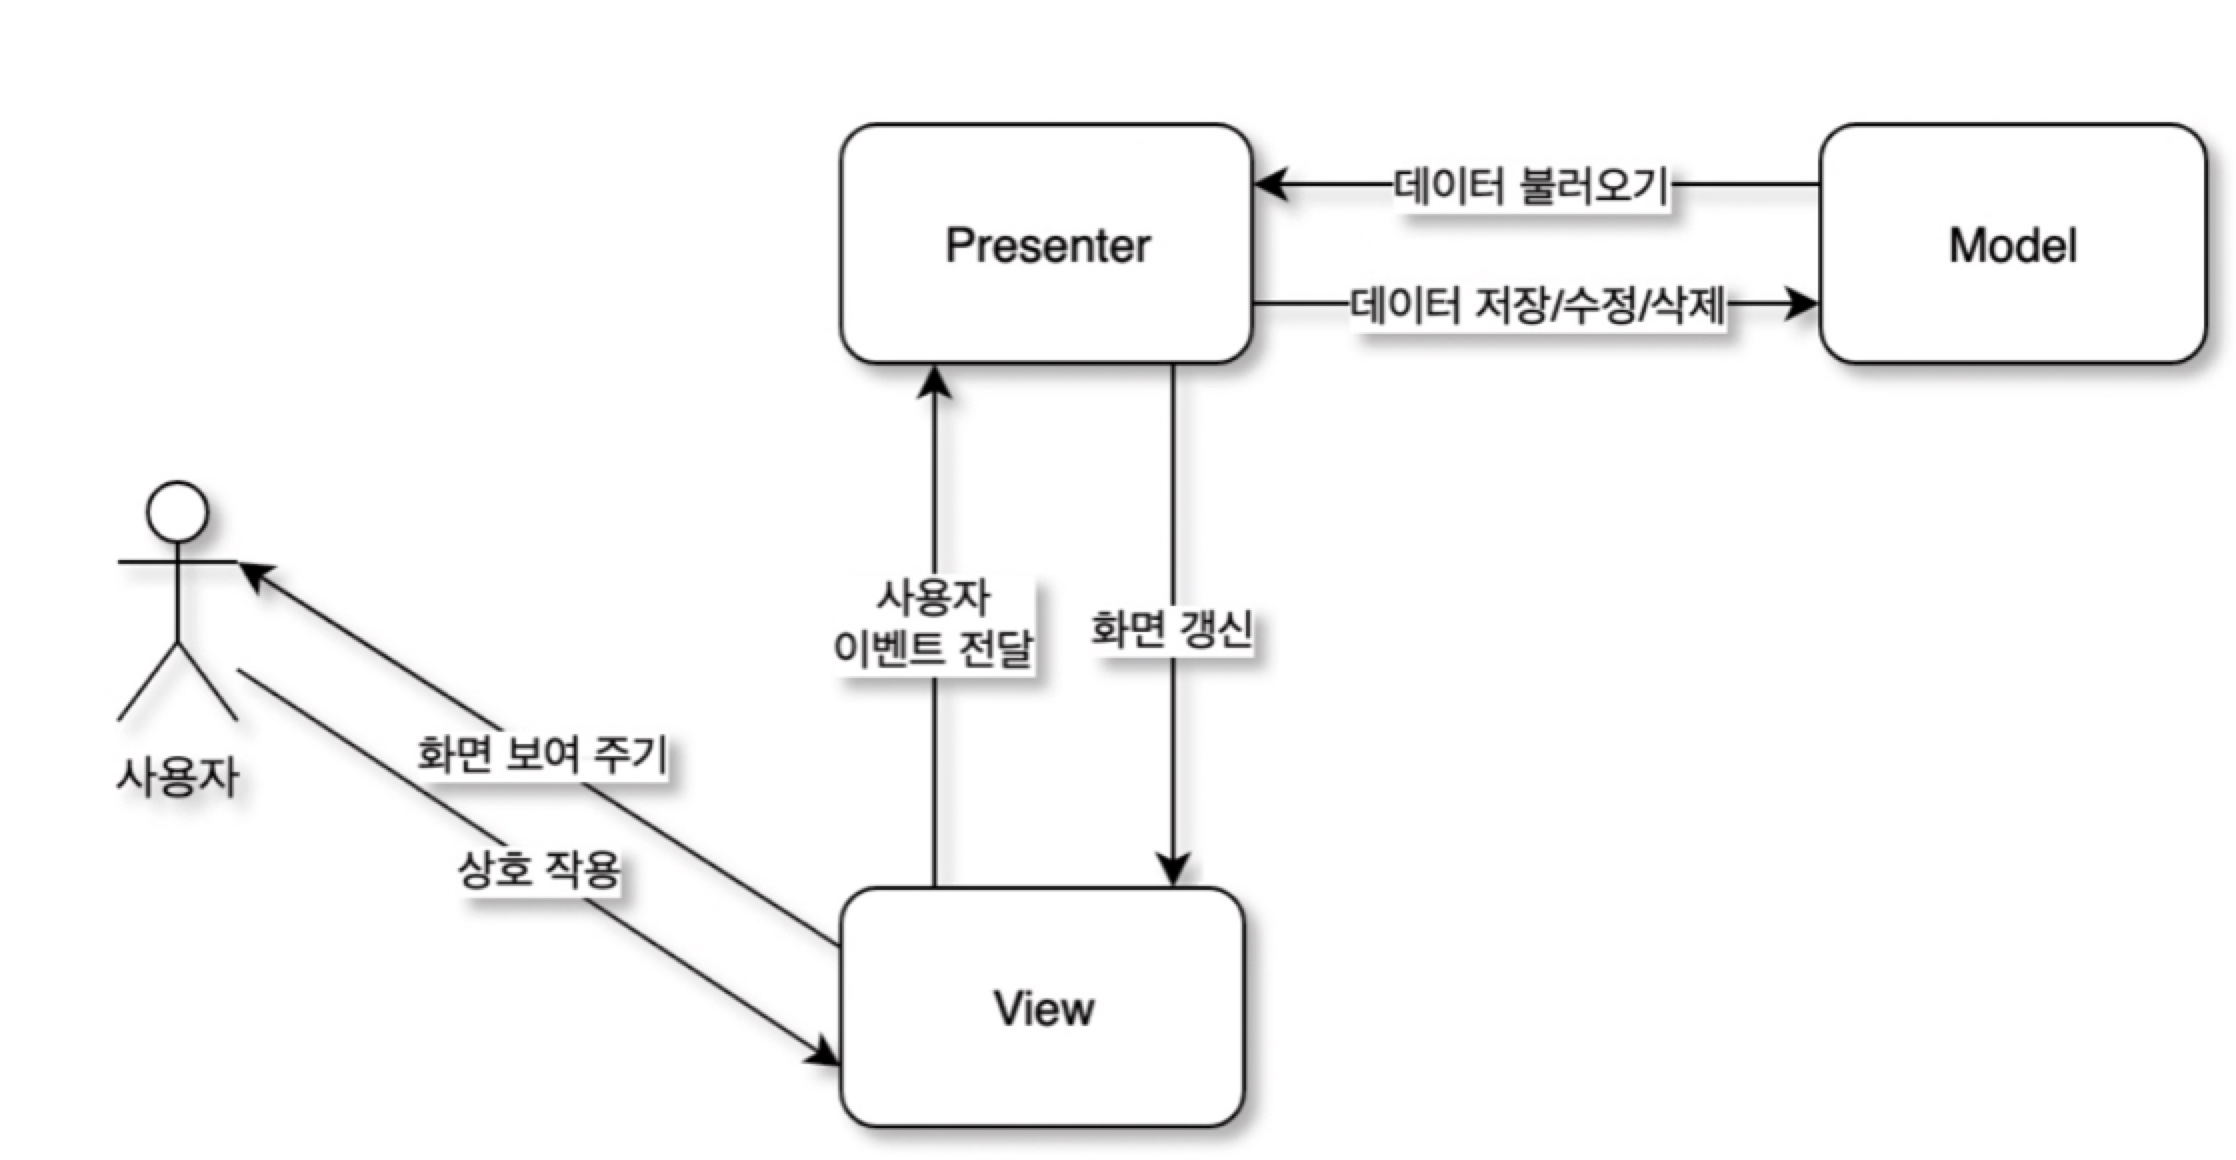 데이터 불러오기
Presenter
Model
데이터 저장/수정/삭제
사용자
이벤트 전달
화면 갱신
화면 보여 주기
사용자
상호 작용
View